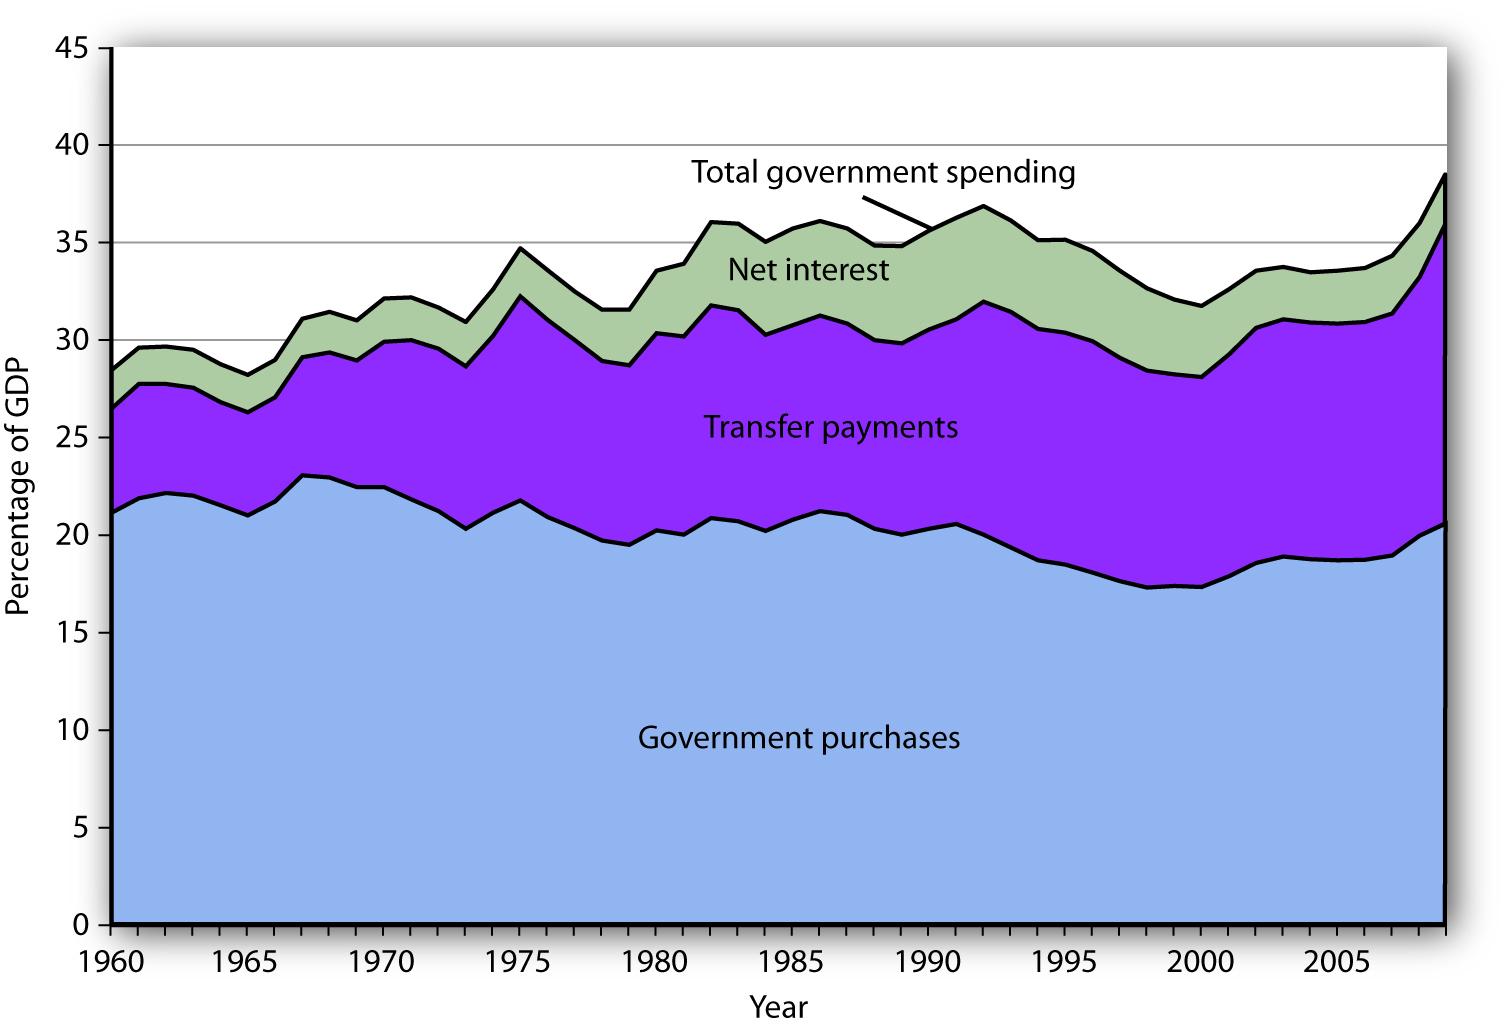 45
40
Total government spending
35
Net interest
30
Percentage of GDP
25
Transfer payments
20
15
Government purchases
10
5
0
1960 1965 1970 1975 1980 1985 1990 1995 2000 2005
Year